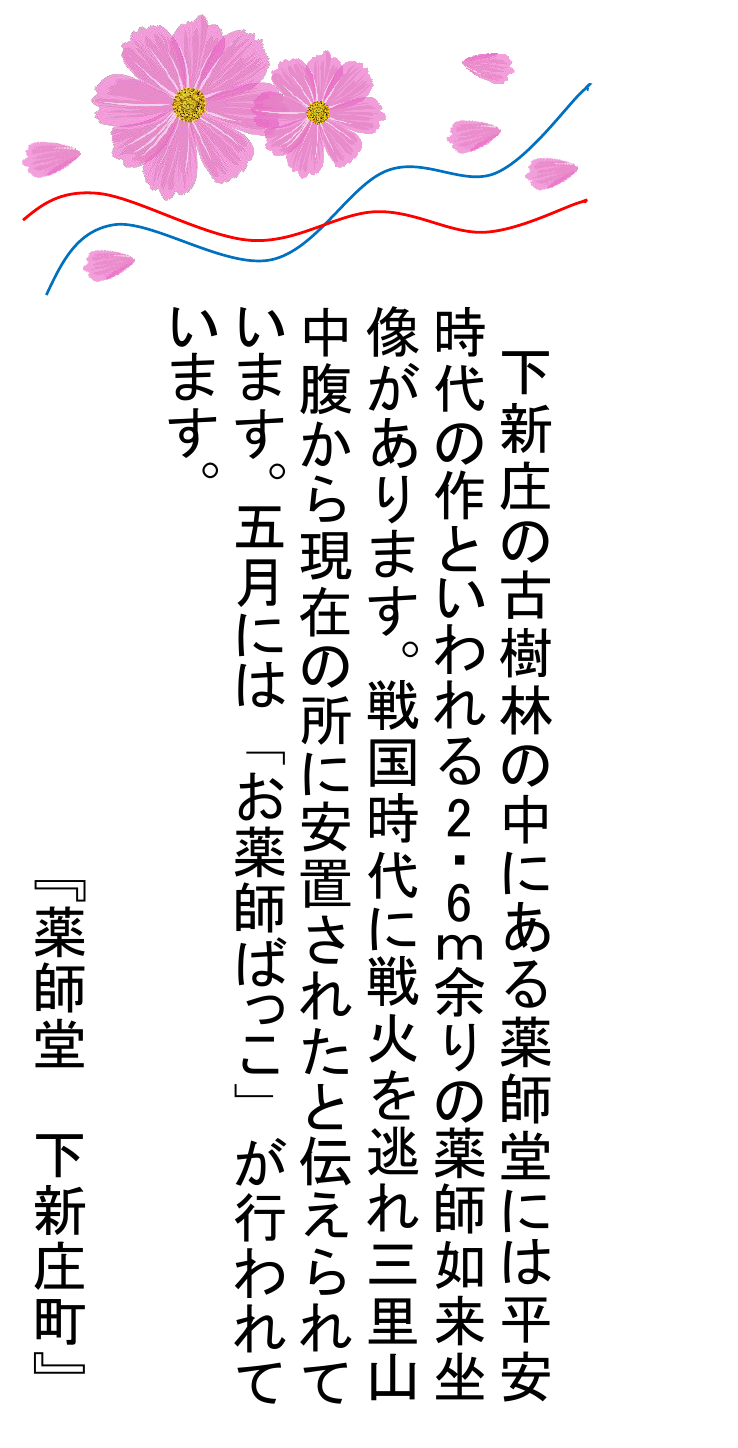 下新庄の古樹林の中にある薬師堂には平安
時代の作といわれる2・6ｍ余りの薬師如来坐
像があります。戦国時代に戦火を逃れ三里山
中腹から現在の所に安置されたと伝えられて
います。五月には「お薬師ばっこ」が行われて
います。
『薬師堂　下新庄町』